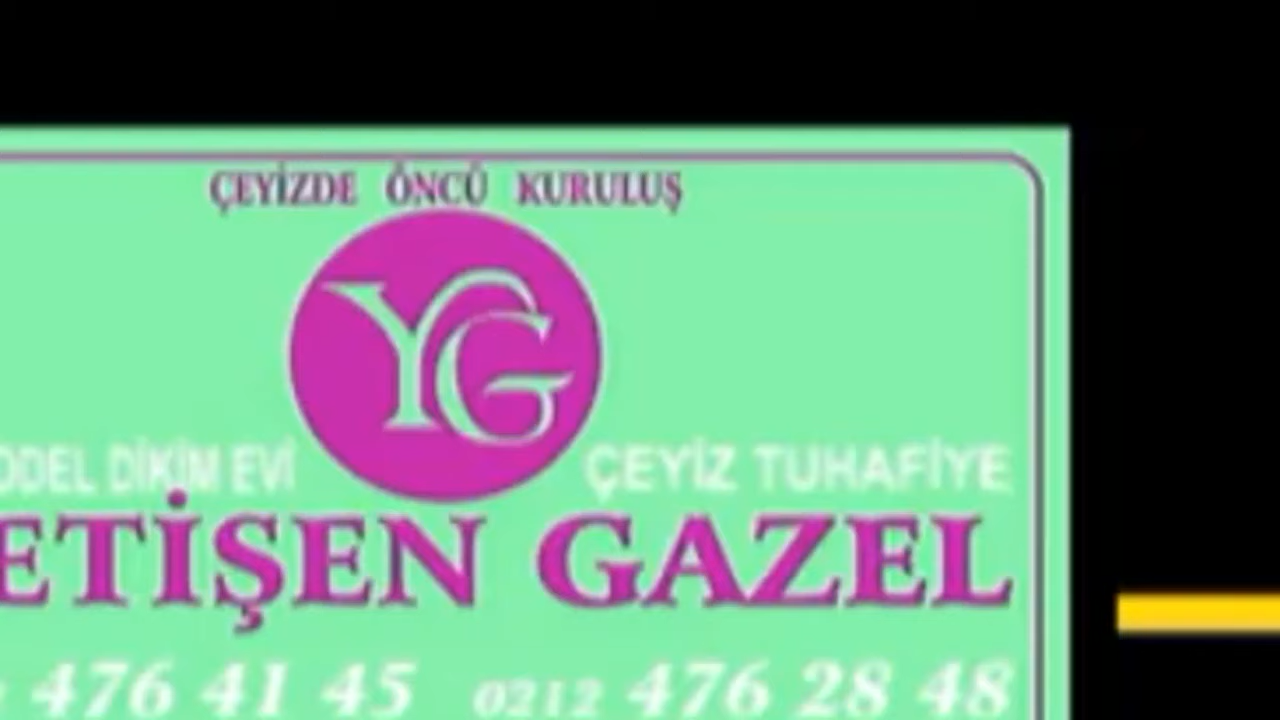 ÇEYİZDE ÖNCÜ KURULUŞ
YG
DİKİM EVİ ÇEYİZ TUHAFİYE
GAZEL
476 41 45 0212 476 28 48